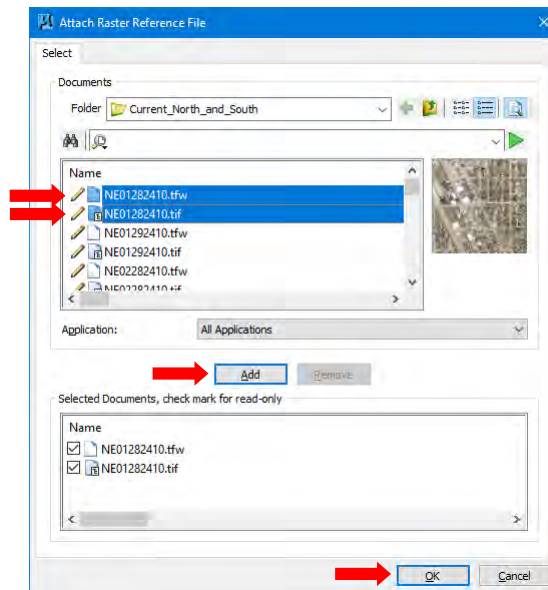 Attach Raster Reference File
Select
Documents
Folder Current_North_and_South
Name
NE01282410.tfw
NE01282410.tif
NE01292410.tfw
NE01292410.tif
NE02282410.tfw
NE02282410.tif
Application: All Applications
Add Remove
Selected Documents, check mark for read-only
Name
NE01282410.tfw
NE01282410.tif
OK Cancel